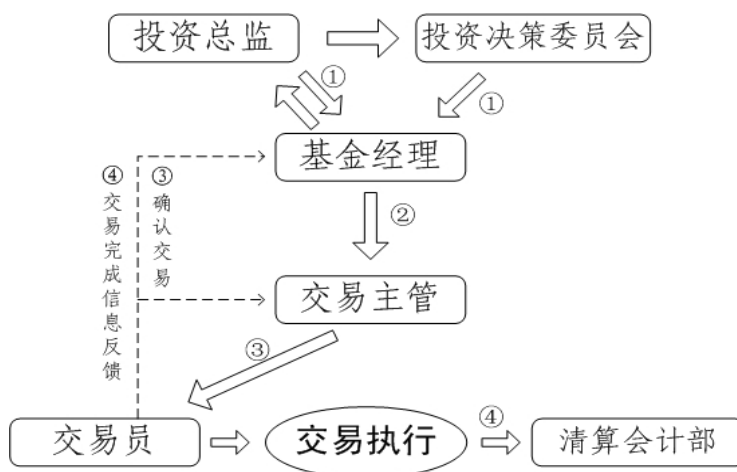 投资总监
投资决策委员会
①
①
基金经理
②
④交易完成信息反馈
③确认交易
交易主管
③
交易员
交易执行
④
清算会计部